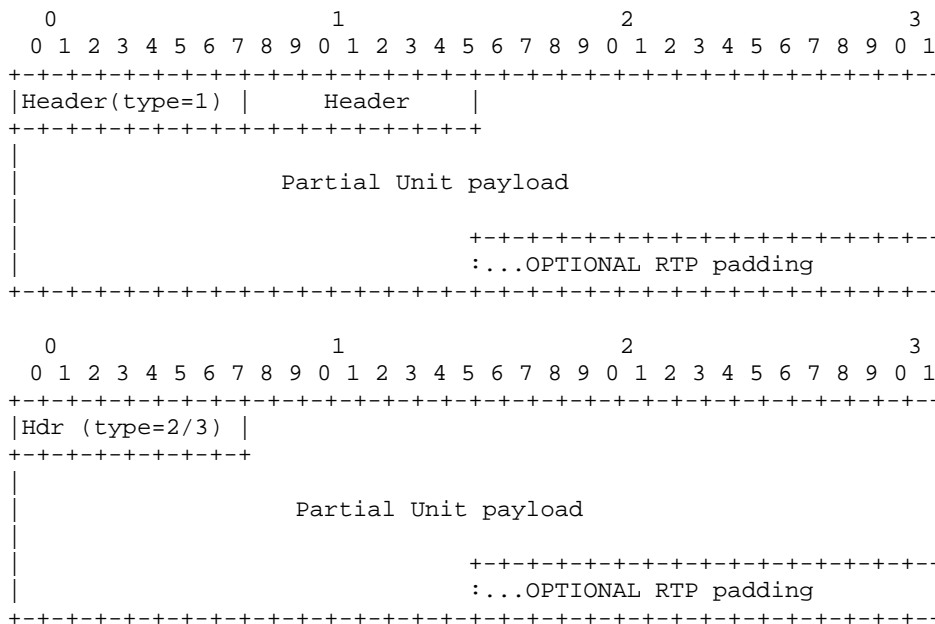 0                   1                   2                   3
 0 1 2 3 4 5 6 7 8 9 0 1 2 3 4 5 6 7 8 9 0 1 2 3 4 5 6 7 8 9 0 1
+-+-+-+-+-+-+-+-+-+-+-+-+-+-+-+-+-+-+-+-+-+-+-+-+-+-+-+-+-+-+-+--
|Header(type=1) |     Header    |
+-+-+-+-+-+-+-+-+-+-+-+-+-+-+-+-+
|
|                  Partial Unit payload
|
|                               +-+-+-+-+-+-+-+-+-+-+-+-+-+-+-+--
|                               :...OPTIONAL RTP padding
+-+-+-+-+-+-+-+-+-+-+-+-+-+-+-+-+-+-+-+-+-+-+-+-+-+-+-+-+-+-+-+--

 0                   1                   2                   3
 0 1 2 3 4 5 6 7 8 9 0 1 2 3 4 5 6 7 8 9 0 1 2 3 4 5 6 7 8 9 0 1
+-+-+-+-+-+-+-+-+-+-+-+-+-+-+-+-+-+-+-+-+-+-+-+-+-+-+-+-+-+-+-+--
|Hdr (type=2/3) |
+-+-+-+-+-+-+-+-+
|
|                   Partial Unit payload
|
|                               +-+-+-+-+-+-+-+-+-+-+-+-+-+-+-+--
|                               :...OPTIONAL RTP padding
+-+-+-+-+-+-+-+-+-+-+-+-+-+-+-+-+-+-+-+-+-+-+-+-+-+-+-+-+-+-+-+--